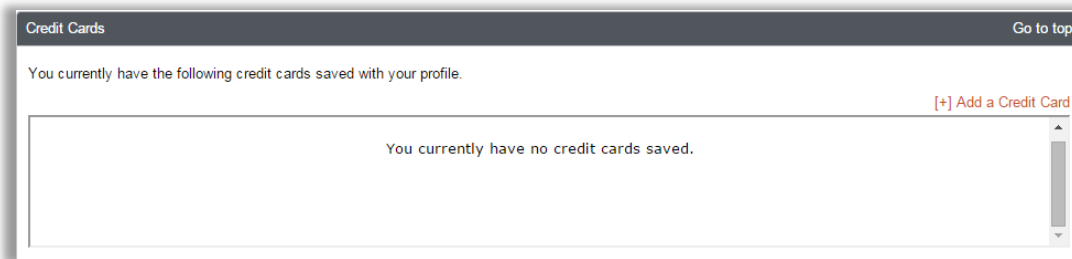 Credit Cards Go to top
You currently have the following credit cards saved with your profile.
[+] Add a Credit Card
You currently have no credit cards saved.